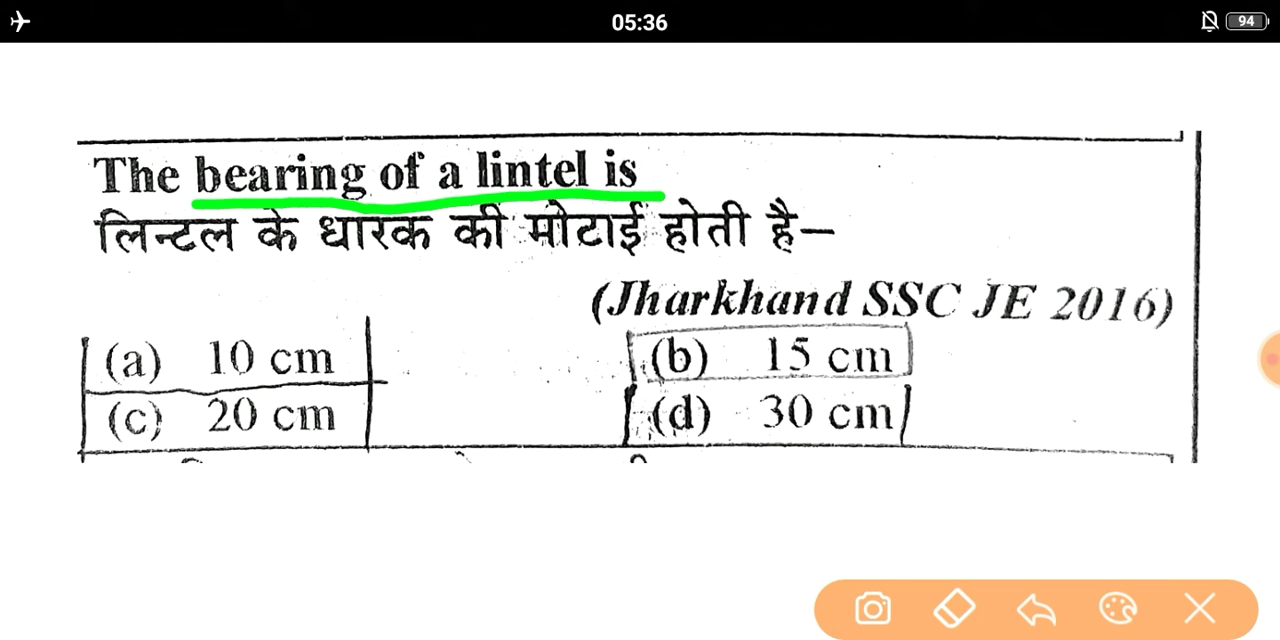 05:36
94
The bearing of a lintel is
लिन्टल के धारक की मोटाई होती है–
(Jharkhand SSC JE 2016)
(a) 10 cm (b) 15 cm
(c) 20 cm (d) 30 cm